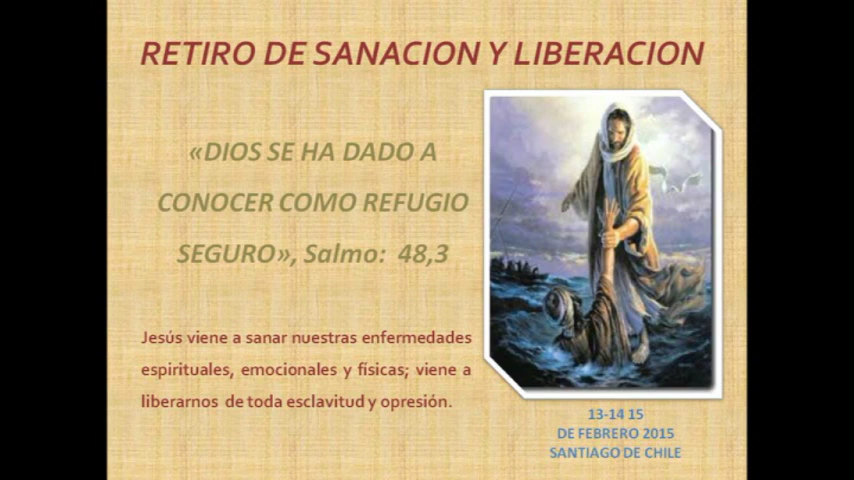 RETIRO DE SANACION Y LIBERACION
«DIOS SE HA DADO A
CONOCER COMO REFUGIO
SEGURO», Salmo: 48,3
Jesús viene a sanar nuestras enfermedades
espirituales, emocionales y físicas; viene a
liberarnos de toda esclavitud y opresión.
13-14 15
DE FEBRERO 2015
SANTIAGO DE CHILE